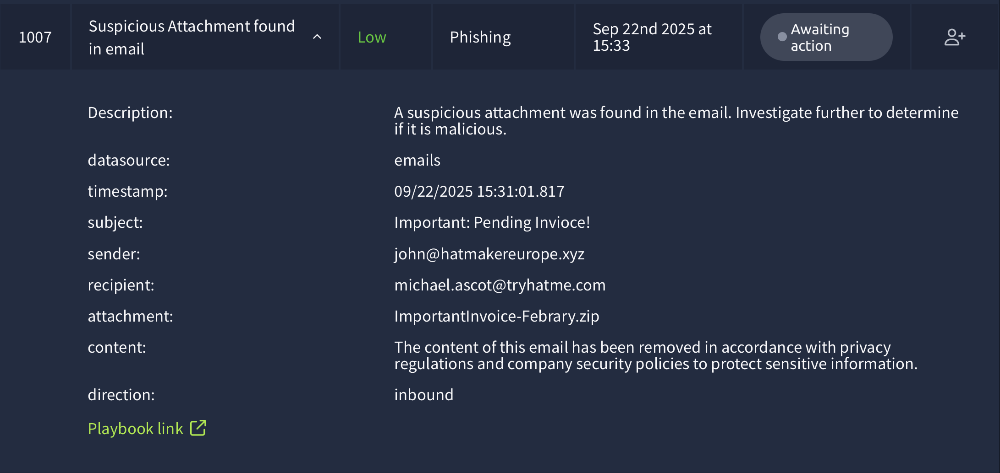 1007
Suspicious Attachment found
in email
Low
Phishing
Sep 22nd 2025 at
15:33
Awaiting
action
Description:
A suspicious attachment was found in the email. Investigate further to determine
if it is malicious.
datasource:
emails
timestamp:
09/22/2025 15:31:01.817
subject:
Important: Pending Invioce!
sender:
john@hatmakereurope.xyz
recipient:
michael.ascot@tryhatme.com
attachment:
ImportantInvoice-Febrary.zip
content:
The content of this email has been removed in accordance with privacy
regulations and company security policies to protect sensitive information.
direction:
inbound
Playbook link